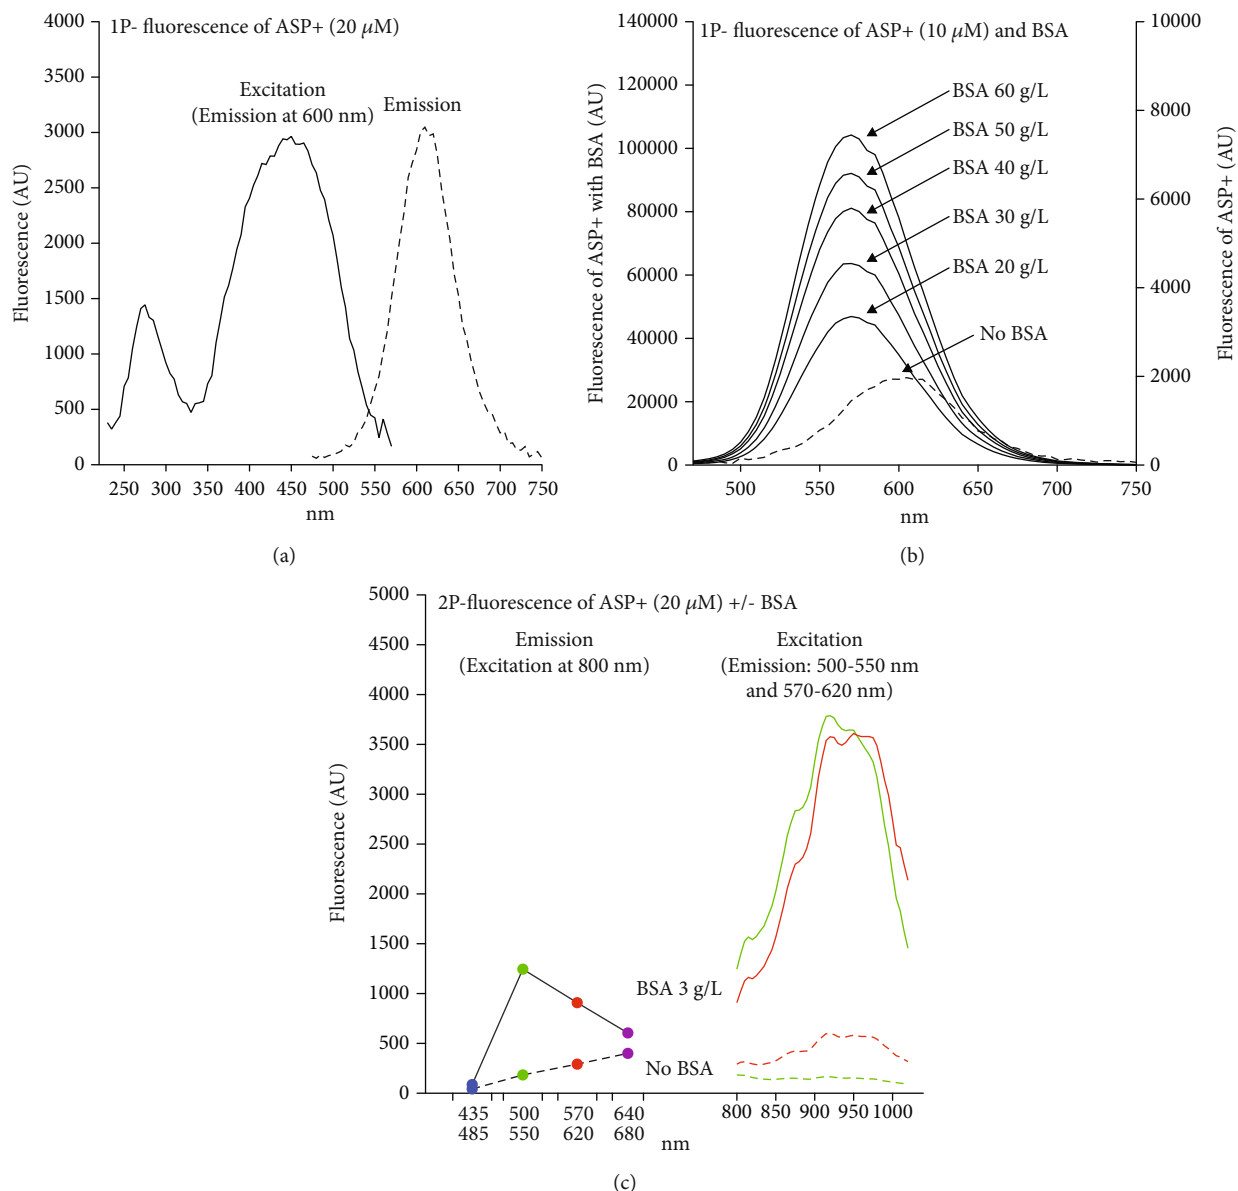 1P- fluorescence of ASP+ (20 μM)
Excitation
(Emission at 600 nm)
Emission
Fluorescence (AU)
4000
3500
3000
2500
2000
1500
1000
500
0
250 300 350 400 450 500 550 600 650 700 750
nm
(a)
1P- fluorescence of ASP+ (10 μM) and BSA
Fluorescence of ASP+ with BSA (AU)
140000
120000
100000
80000
60000
40000
20000
0
BSA 60 g/L
BSA 50 g/L
BSA 40 g/L
BSA 30 g/L
BSA 20 g/L
No BSA
10000
8000
6000
4000
2000
0
Fluorescence of ASP+ (AU)
500 550 600 650 700 750
nm
(b)
2P-fluorescence of ASP+ (20 μM) +/- BSA
Emission
(Excitation at 800 nm)
Excitation
(Emission: 500-550 nm
and 570-620 nm)
Fluorescence (AU)
5000
4500
4000
3500
3000
2500
2000
1500
1000
500
0
BSA 3 g/L
No BSA
435 500 570 640
485 550 620 680
800 850 900 950 1000
nm
(c)